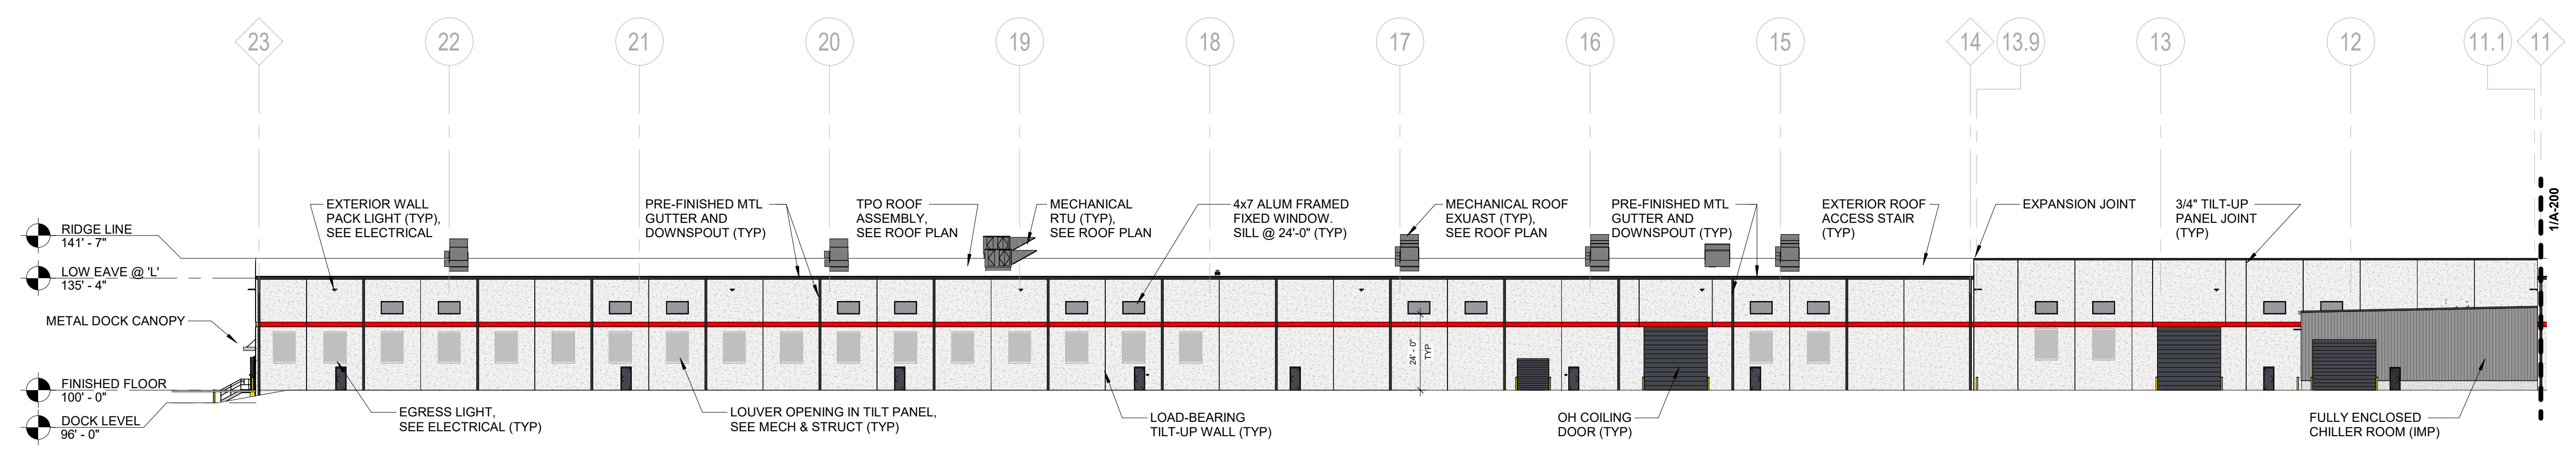 23
22
21
20
19
18
17
16
15
14
13.9
13
12
11.1
11
EXTERIOR WALL
PACK LIGHT (TYP),
SEE ELECTRICAL
PRE-FINISHED MTL
GUTTER AND
DOWNSPOUT (TYP)
TPO ROOF
ASSEMBLY,
SEE ROOF PLAN
MECHANICAL
RTU (TYP),
SEE ROOF PLAN
4x7 ALUM FRAMED
FIXED WINDOW.
SILL @ 24'-0" (TYP)
MECHANICAL ROOF
EXUAST (TYP),
SEE ROOF PLAN
PRE-FINISHED MTL
GUTTER AND
DOWNSPOUT (TYP)
EXTERIOR ROOF
ACCESS STAIR
(TYP)
EXPANSION JOINT
3/4" TILT-UP
PANEL JOINT
(TYP)
1/A-200
RIDGE LINE
141' - 7"
LOW EAVE @ 'L'
135' - 4"
METAL DOCK CANOPY
24' - 0"
TYP
FINISHED FLOOR
100' - 0"
DOCK LEVEL
96' - 0"
EGRESS LIGHT,
SEE ELECTRICAL (TYP)
LOUVER OPENING IN TILT PANEL,
SEE MECH & STRUCT (TYP)
LOAD-BEARING
TILT-UP WALL (TYP)
OH COILING
DOOR (TYP)
FULLY ENCLOSED
CHILLER ROOM (IMP)